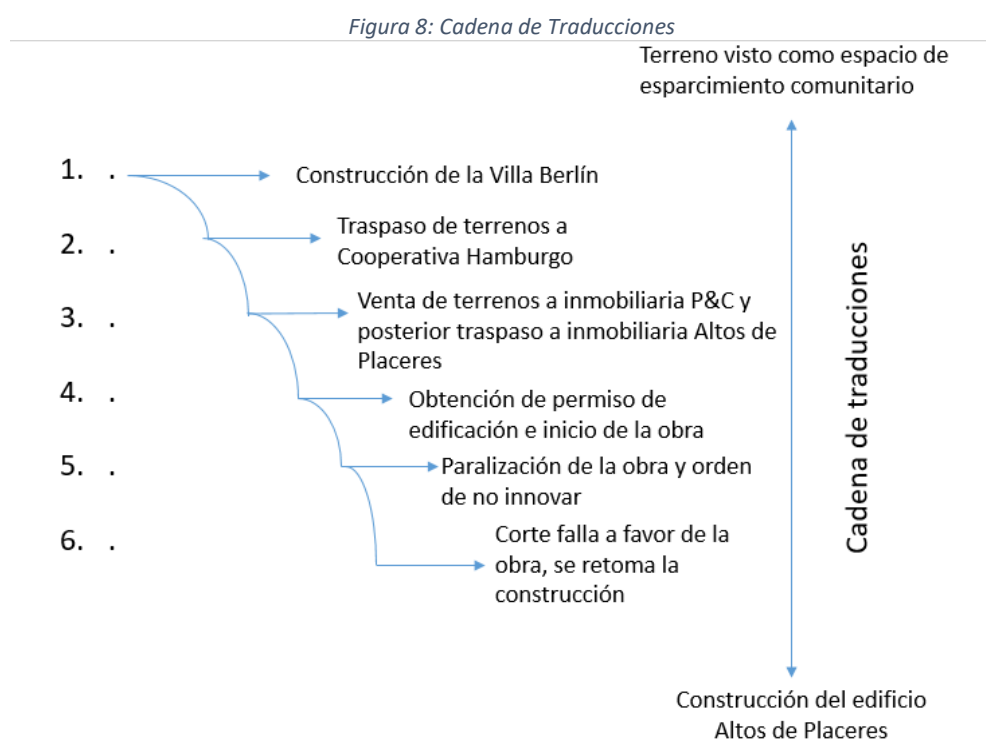 Figura 8: Cadena de Traducciones
Terreno visto como espacio de
esparcimiento comunitario
1. .
Construcción de la Villa Berlín
2. .
Traspaso de terrenos a
Cooperativa Hamburgo
3. .
Venta de terrenos a inmobiliaria P&C y
posterior traspaso a inmobiliaria Altos de
Placeres
4. .
Obtención de permiso de
edificación e inicio de la obra
5. .
Paralización de la obra y orden
de no innovar
6. .
Corte falla a favor de la
obra, se retoma la
construcción
Cadena de traducciones
Construcción del edificio
Altos de Placeres